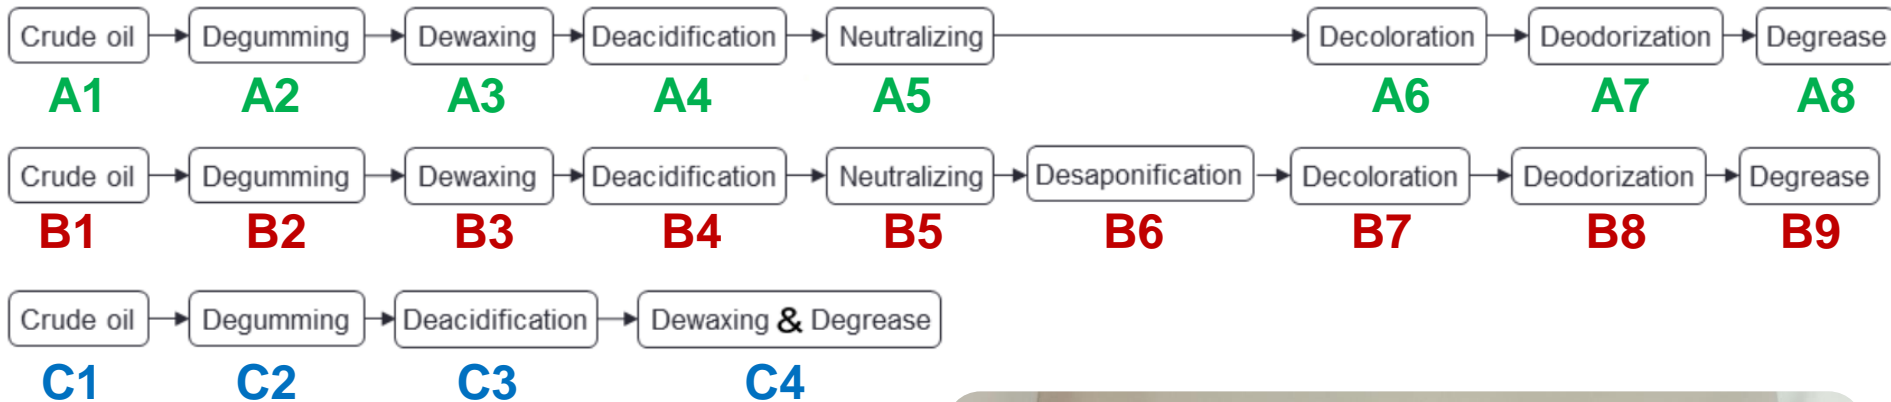 Crude oil Degumming Dewaxing Deacidification Neutralizing Decoloration Deodorization Degrease
A1 A2 A3 A4 A5 A6 A7 A8
Crude oil Degumming Dewaxing Deacidification Neutralizing Desaponification Decoloration Deodorization Degrease
B1 B2 B3 B4 B5 B6 B7 B8 B9
Crude oil Degumming Deacidification Dewaxing & Degrease
C1 C2 C3 C4